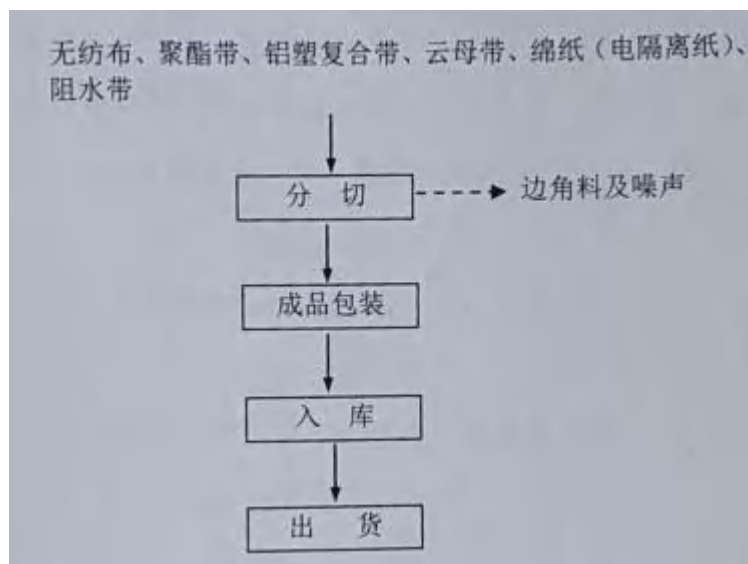 无纺布、聚酯带、铝塑复合带、云母带、绵纸（电隔离纸）、
阻水带
分 切
边角料及噪声
成品包装
入 库
出 货